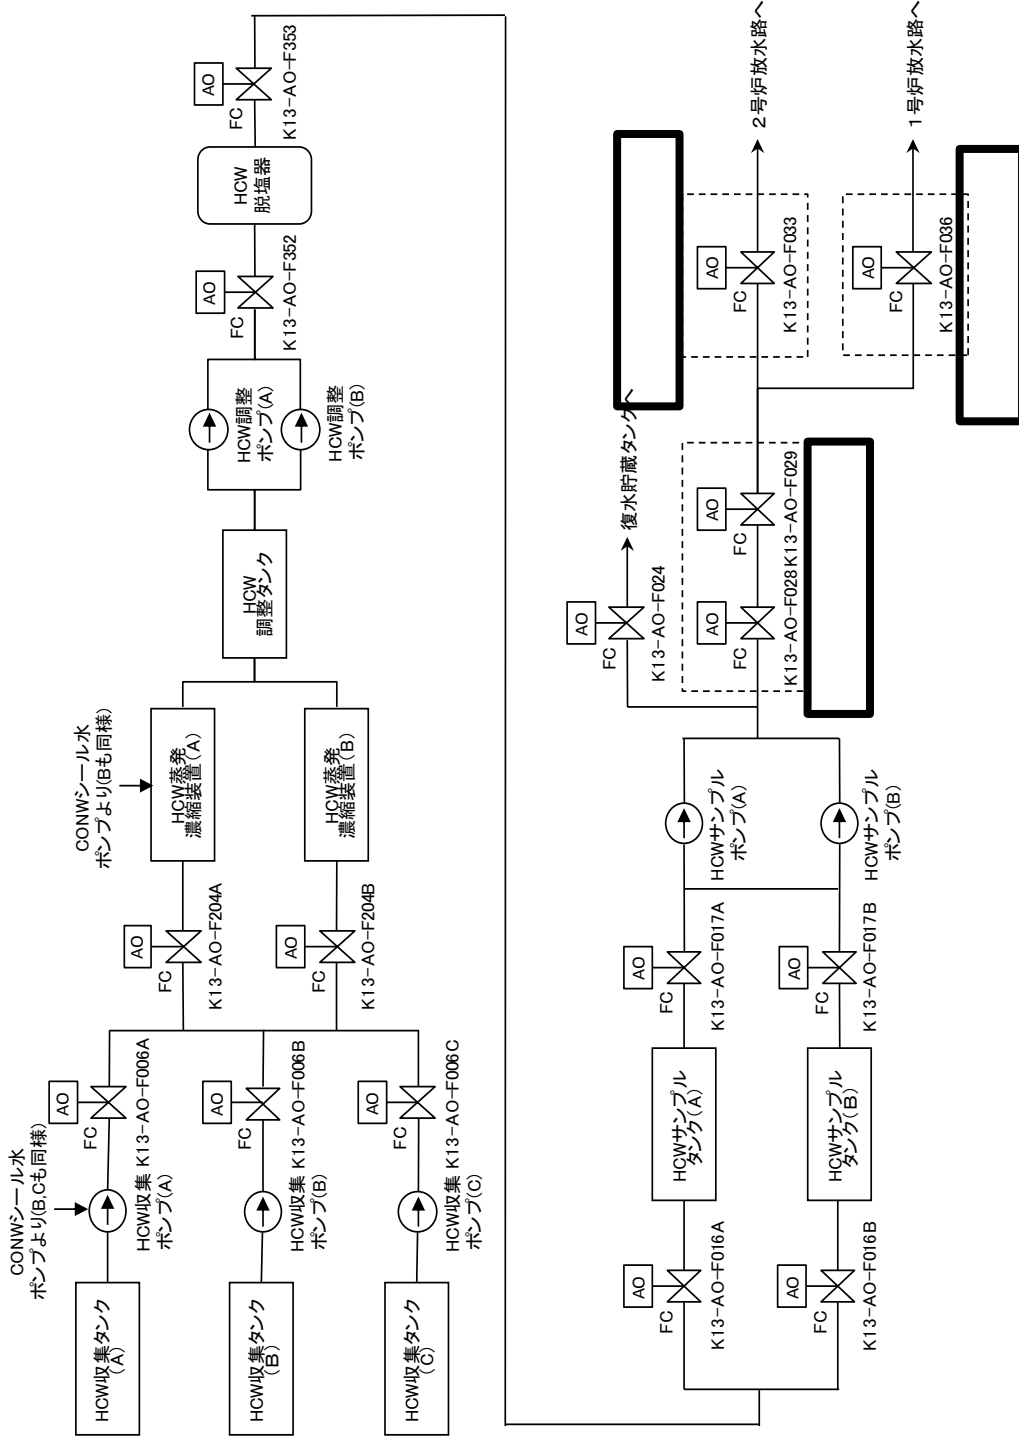 CONWシール水
ポンプより(B,Cも同様)
HCW収集タンク
(A)
HCW収集
ポンプ(A)
AO
FC
K13-AO-F006A
HCW収集タンク
(B)
HCW収集
ポンプ(B)
AO
FC
K13-AO-F006B
HCW収集タンク
(C)
HCW収集
ポンプ(C)
AO
FC
K13-AO-F006C
AO
FC
K13-AO-F204A
AO
FC
K13-AO-F204B
CONWシール水
ポンプより(Bも同様)
HCW蒸発
濃縮装置(A)
HCW蒸発
濃縮装置(B)
HCW
調整タンク
HCW調整
ポンプ(A)
HCW調整
ポンプ(B)
AO
FC
K13-AO-F352
HCW
脱塩器
AO
FC
K13-AO-F353
AO
FC
K13-AO-F016A
AO
FC
K13-AO-F016B
HCWサンプル
タンク(A)
HCWサンプル
タンク(B)
AO
FC
K13-AO-F017A
AO
FC
K13-AO-F017B
HCWサンプル
ポンプ(A)
HCWサンプル
ポンプ(B)
AO
FC
K13-AO-F024
復水貯蔵タンクへ
AO
FC
K13-AO-F028
AO
FC
K13-AO-F029
AO
FC
K13-AO-F033
2号炉放水路へ
AO
FC
K13-AO-F036
1号炉放水路へ